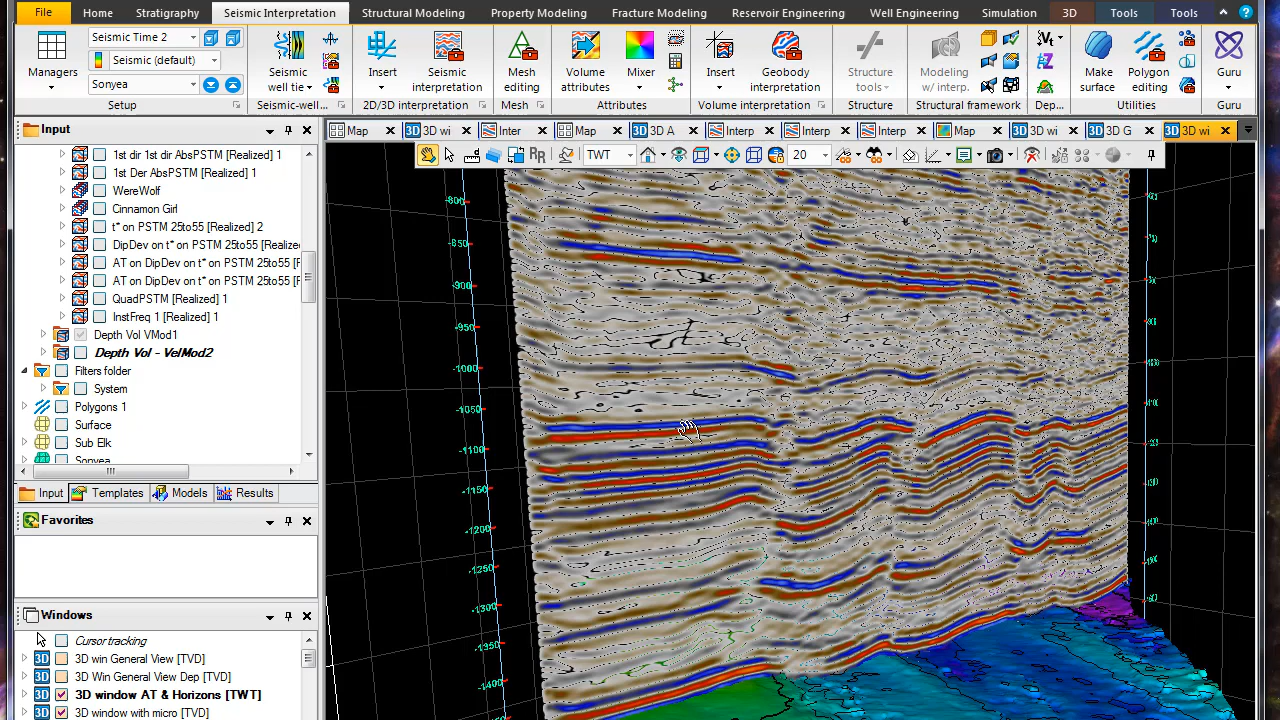 File Home Stratigraphy Seismic Interpretation Structural Modeling Property Modeling Fracture Modeling Reservoir Engineering Well Engineering Simulation 3D Tools Tools
Managers
Seismic Time 2
Seismic (default)
Sonyea
Seismic well tie
Insert
Seismic interpretation
Mesh editing
Volume attributes
Mixer
Insert
Geobody interpretation
Structure tools
Modeling w/ interp.
Make surface
Polygon editing
Guru
Setup Seismic-well... 2D/3D interpretation Mesh Attributes Volume interpretation Structure Structural framework Dep... Utilities Guru
Input
Map 3D wi Inter Map 3D A Interp Interp Interp Map 3D wi 3D G 3D wi
TWT 20
1st dir 1st dir AbsPSTM [Realized] 1
1st Der AbsPSTM [Realized] 1
WereWolf
Cinnamon Girl
t* on PSTM 25to55 [Realized] 2
DipDev on t* on PSTM 25to55 [Realize
AT on DipDev on t* on PSTM 25to55 [F
AT on DipDev on t* on PSTM 25to55 [F
QuadPSTM [Realized] 1
InstFreq 1 [Realized] 1
Depth Vol VMod1
Depth Vol - VelMod2
Filters folder
System
Polygons 1
Surface
Sub Elk
Sonyea
Input Templates Models Results
Favorites
Windows
Cursor tracking
3D win General View [TVD]
3D Win General View Dep [TVD]
3D window AT & Horizons [TWT]
3D window with micro [TVD]
-800
-850
-900
-950
-1000
-1050
-1100
-1150
-1200
-1250
-1300
-1350
-1400